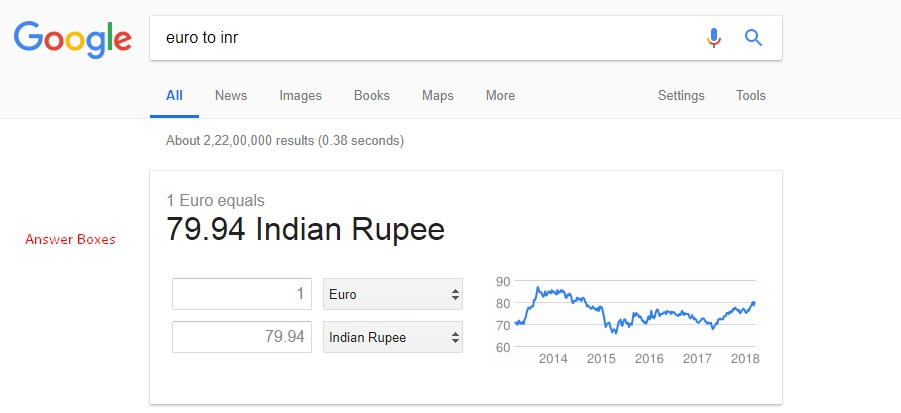 Google
euro to inr
All News Images Books Maps More Settings Tools
About 2,22,00,000 results (0.38 seconds)
1 Euro equals
79.94 Indian Rupee
Answer Boxes
1 Euro
79.94 Indian Rupee
90
80
70
60
2014 2015 2016 2017 2018